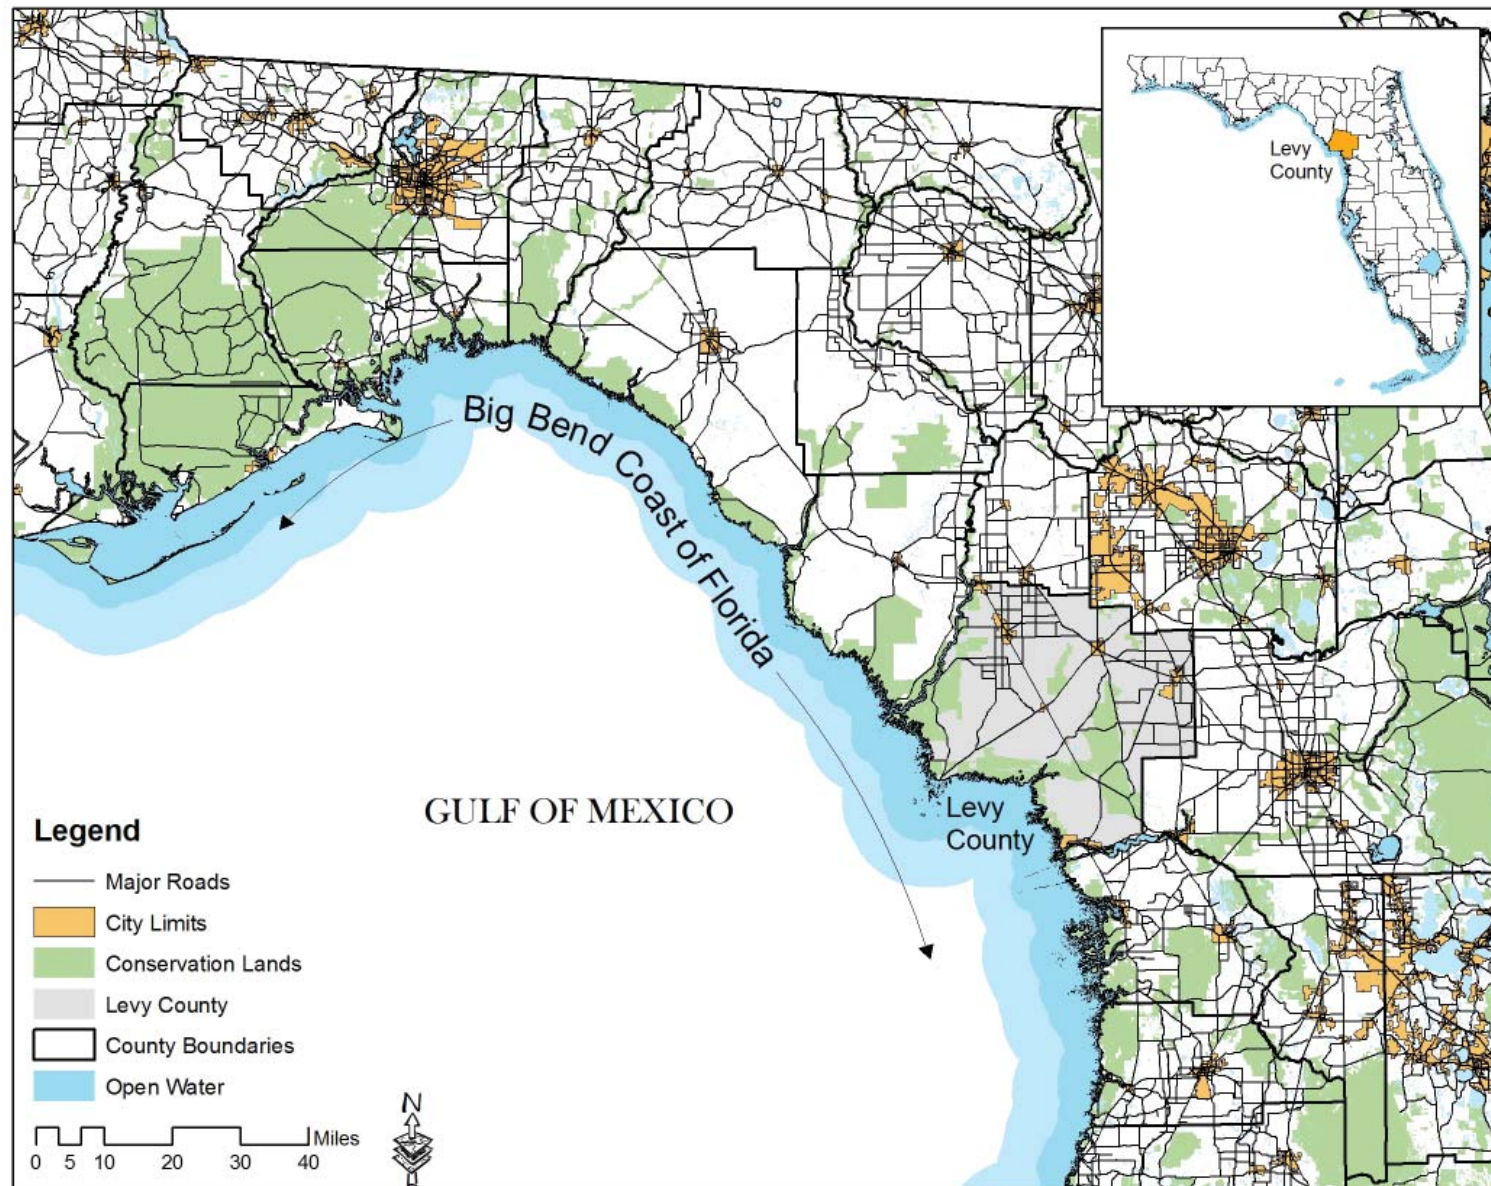 Levy
County
Big Bend Coast of Florida
GULF OF MEXICO
Levy
County
Legend
Major Roads
City Limits
Conservation Lands
Levy County
County Boundaries
Open Water
N
Miles
0 5 10 20 30 40